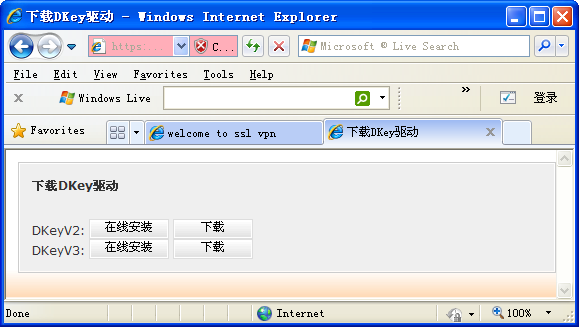 下载DKey驱动 - Windows Internet Explorer
https: C... Microsoft ® Live Search
File Edit View Favorites Tools Help
x Windows Live » 登录
Favorites welcome to ssl vpn 下载DKey驱动
下载DKey驱动
DKeyV2: 在线安装 下载
DKeyV3: 在线安装 下载
Done Internet 100%